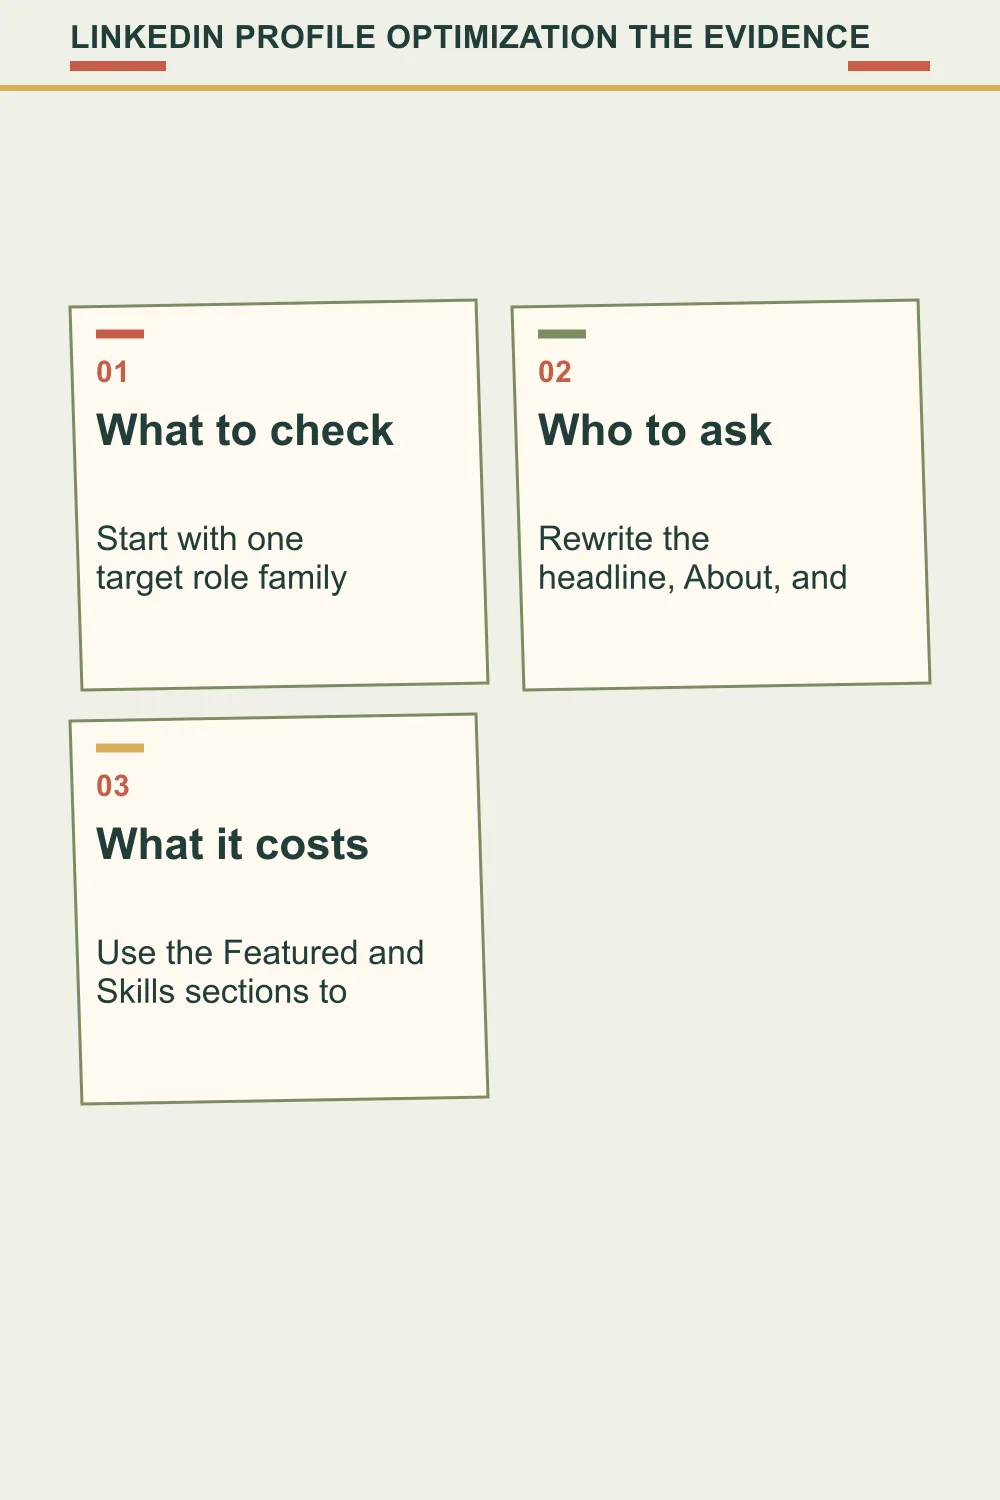 LINKEDIN PROFILE OPTIMIZATION THE EVIDENCE
01
What to check
Start with one
target role family
02
Who to ask
Rewrite the
headline, About, and
03
What it costs
Use the Featured and
Skills sections to